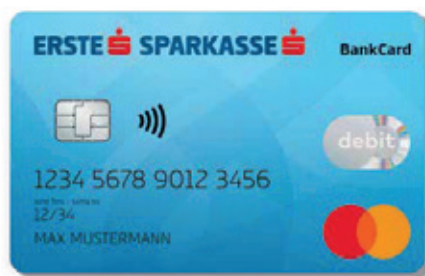 ERSTE SPARKASSE
BankCard
debit
1234 5678 9012 3456
12/34
MAX MUSTERMANN